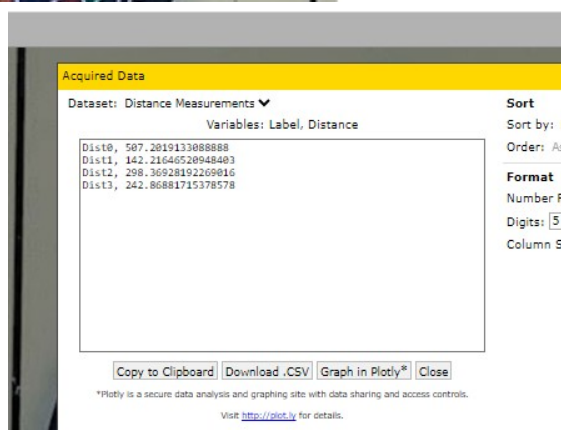 Acquired Data
Dataset: Distance Measurements
Variables: Label, Distance
Dist0, 507.2019133088888
Dist1, 142.21646520948403
Dist2, 298.36928192269016
Dist3, 242.86881715378578
Copy to Clipboard Download .CSV Graph in Plotly* Close
*Plotly is a secure data analysis and graphing site with data sharing and access controls.
Visit http://plot.ly for details.
Sort
Sort by:
Order:
Format
Number
Digits: 5
Column